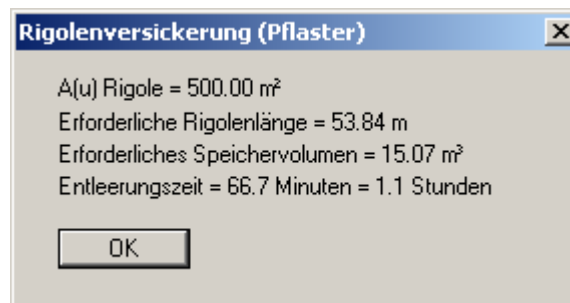 Rigolenversickerung (Pflaster)
A(u) Rigole = 500.00 m²
Erforderliche Rigolenlänge = 53.84 m
Erforderliches Speichervolumen = 15.07 m³
Entleerungszeit = 66.7 Minuten = 1.1 Stunden
OK